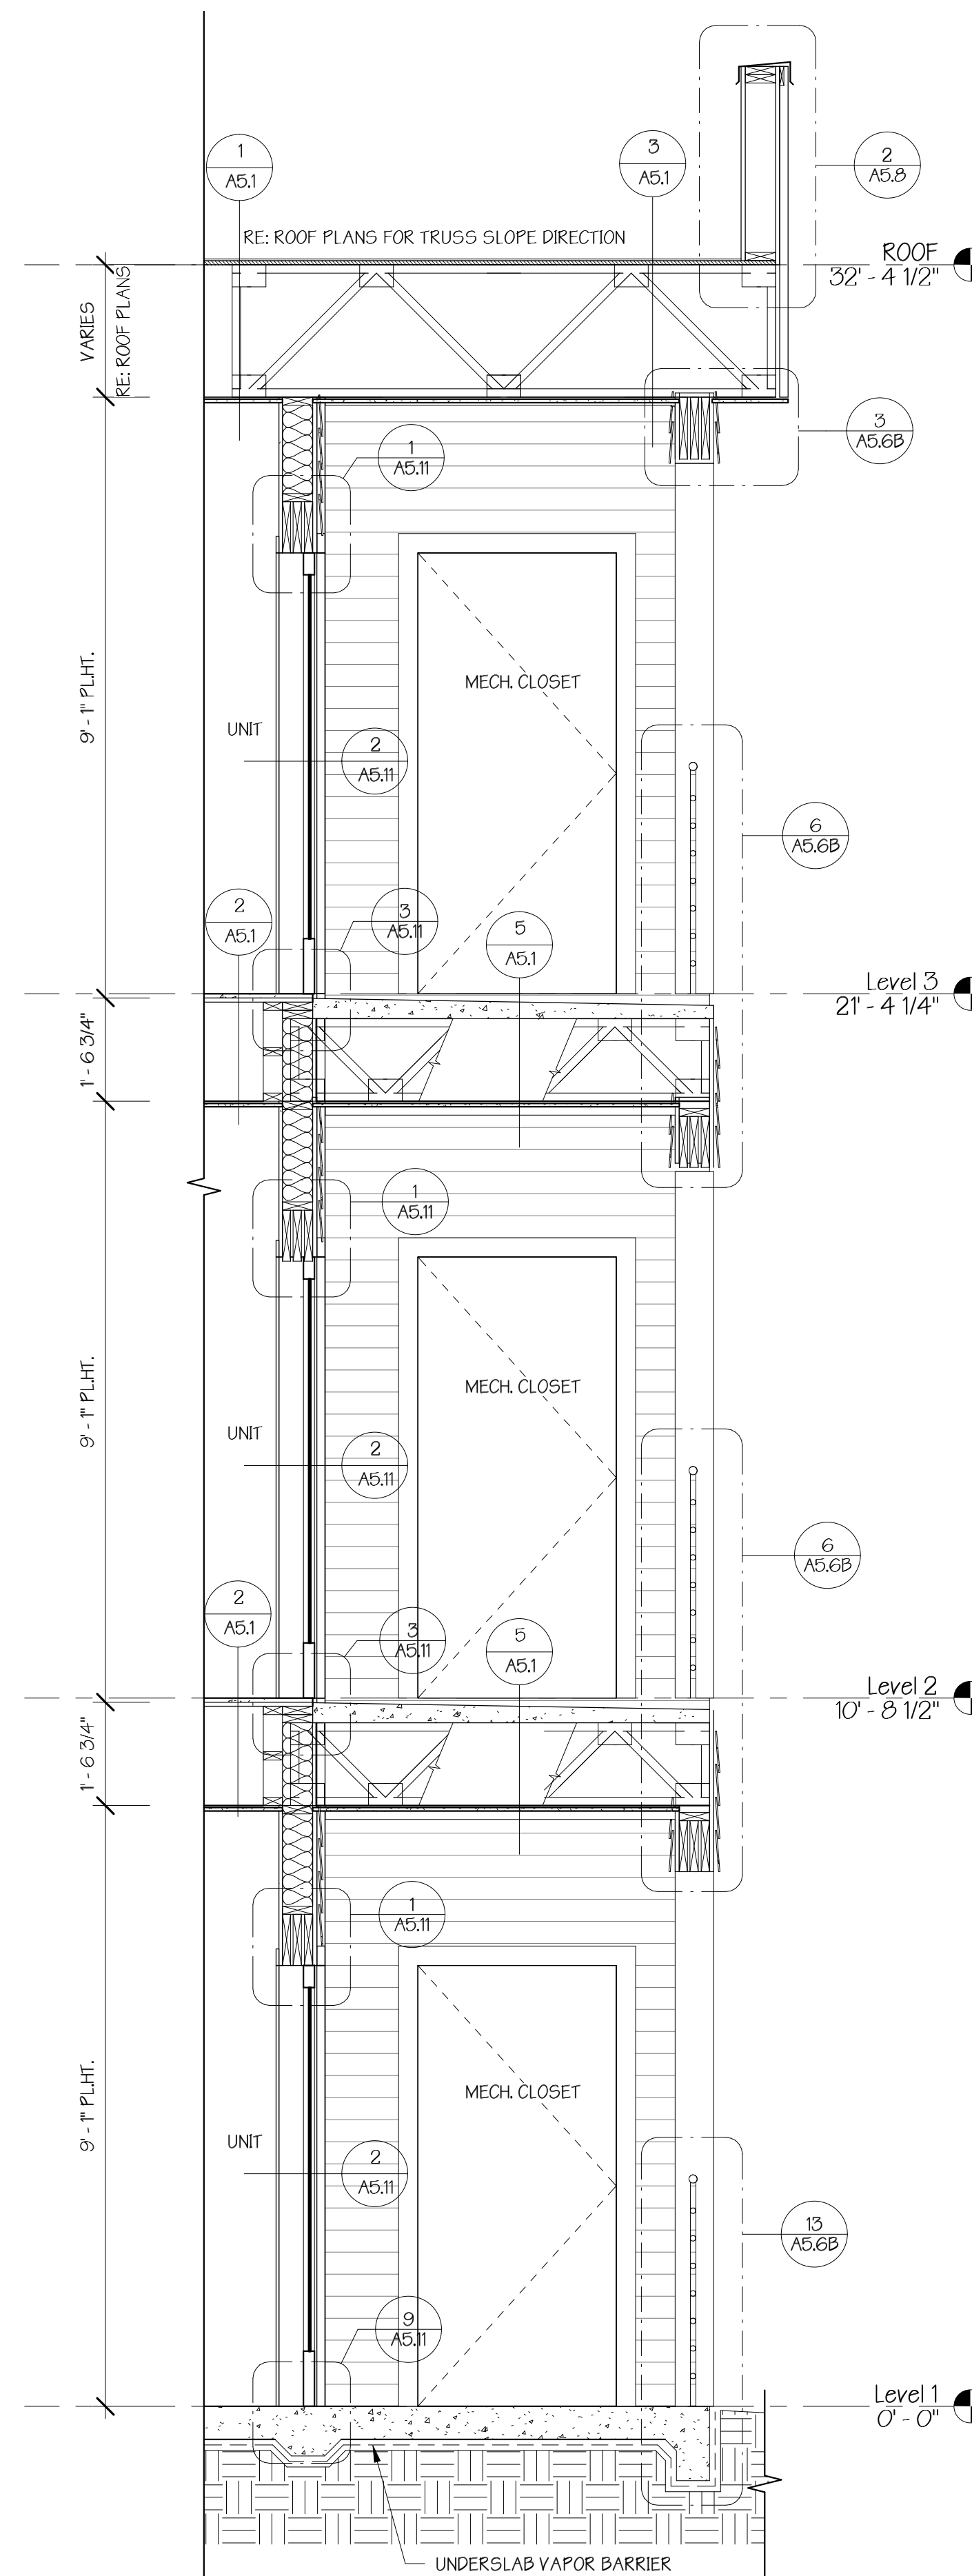 1
A5.1
3
A5.1
2
A5.8
RE: ROOF PLANS FOR TRUSS SLOPE DIRECTION
ROOF
32' - 4 1/2"
VARIES
RE: ROOF PLANS
3
A5.6B
1
A5.11
9' - 1" PL.HT.
MECH. CLOSET
UNIT
2
A5.11
6
A5.6B
2
A5.1
3
A5.11
5
A5.1
Level 3
21' - 4 1/4"
1' - 6 3/4"
1
A5.11
9' - 1" PL.HT.
MECH. CLOSET
UNIT
2
A5.11
6
A5.6B
2
A5.1
3
A5.11
5
A5.1
Level 2
10' - 8 1/2"
1' - 6 3/4"
1
A5.11
9' - 1" PL.HT.
MECH. CLOSET
UNIT
2
A5.11
13
A5.6B
9
A5.11
Level 1
0' - 0"
UNDERSLAB VAPOR BARRIER